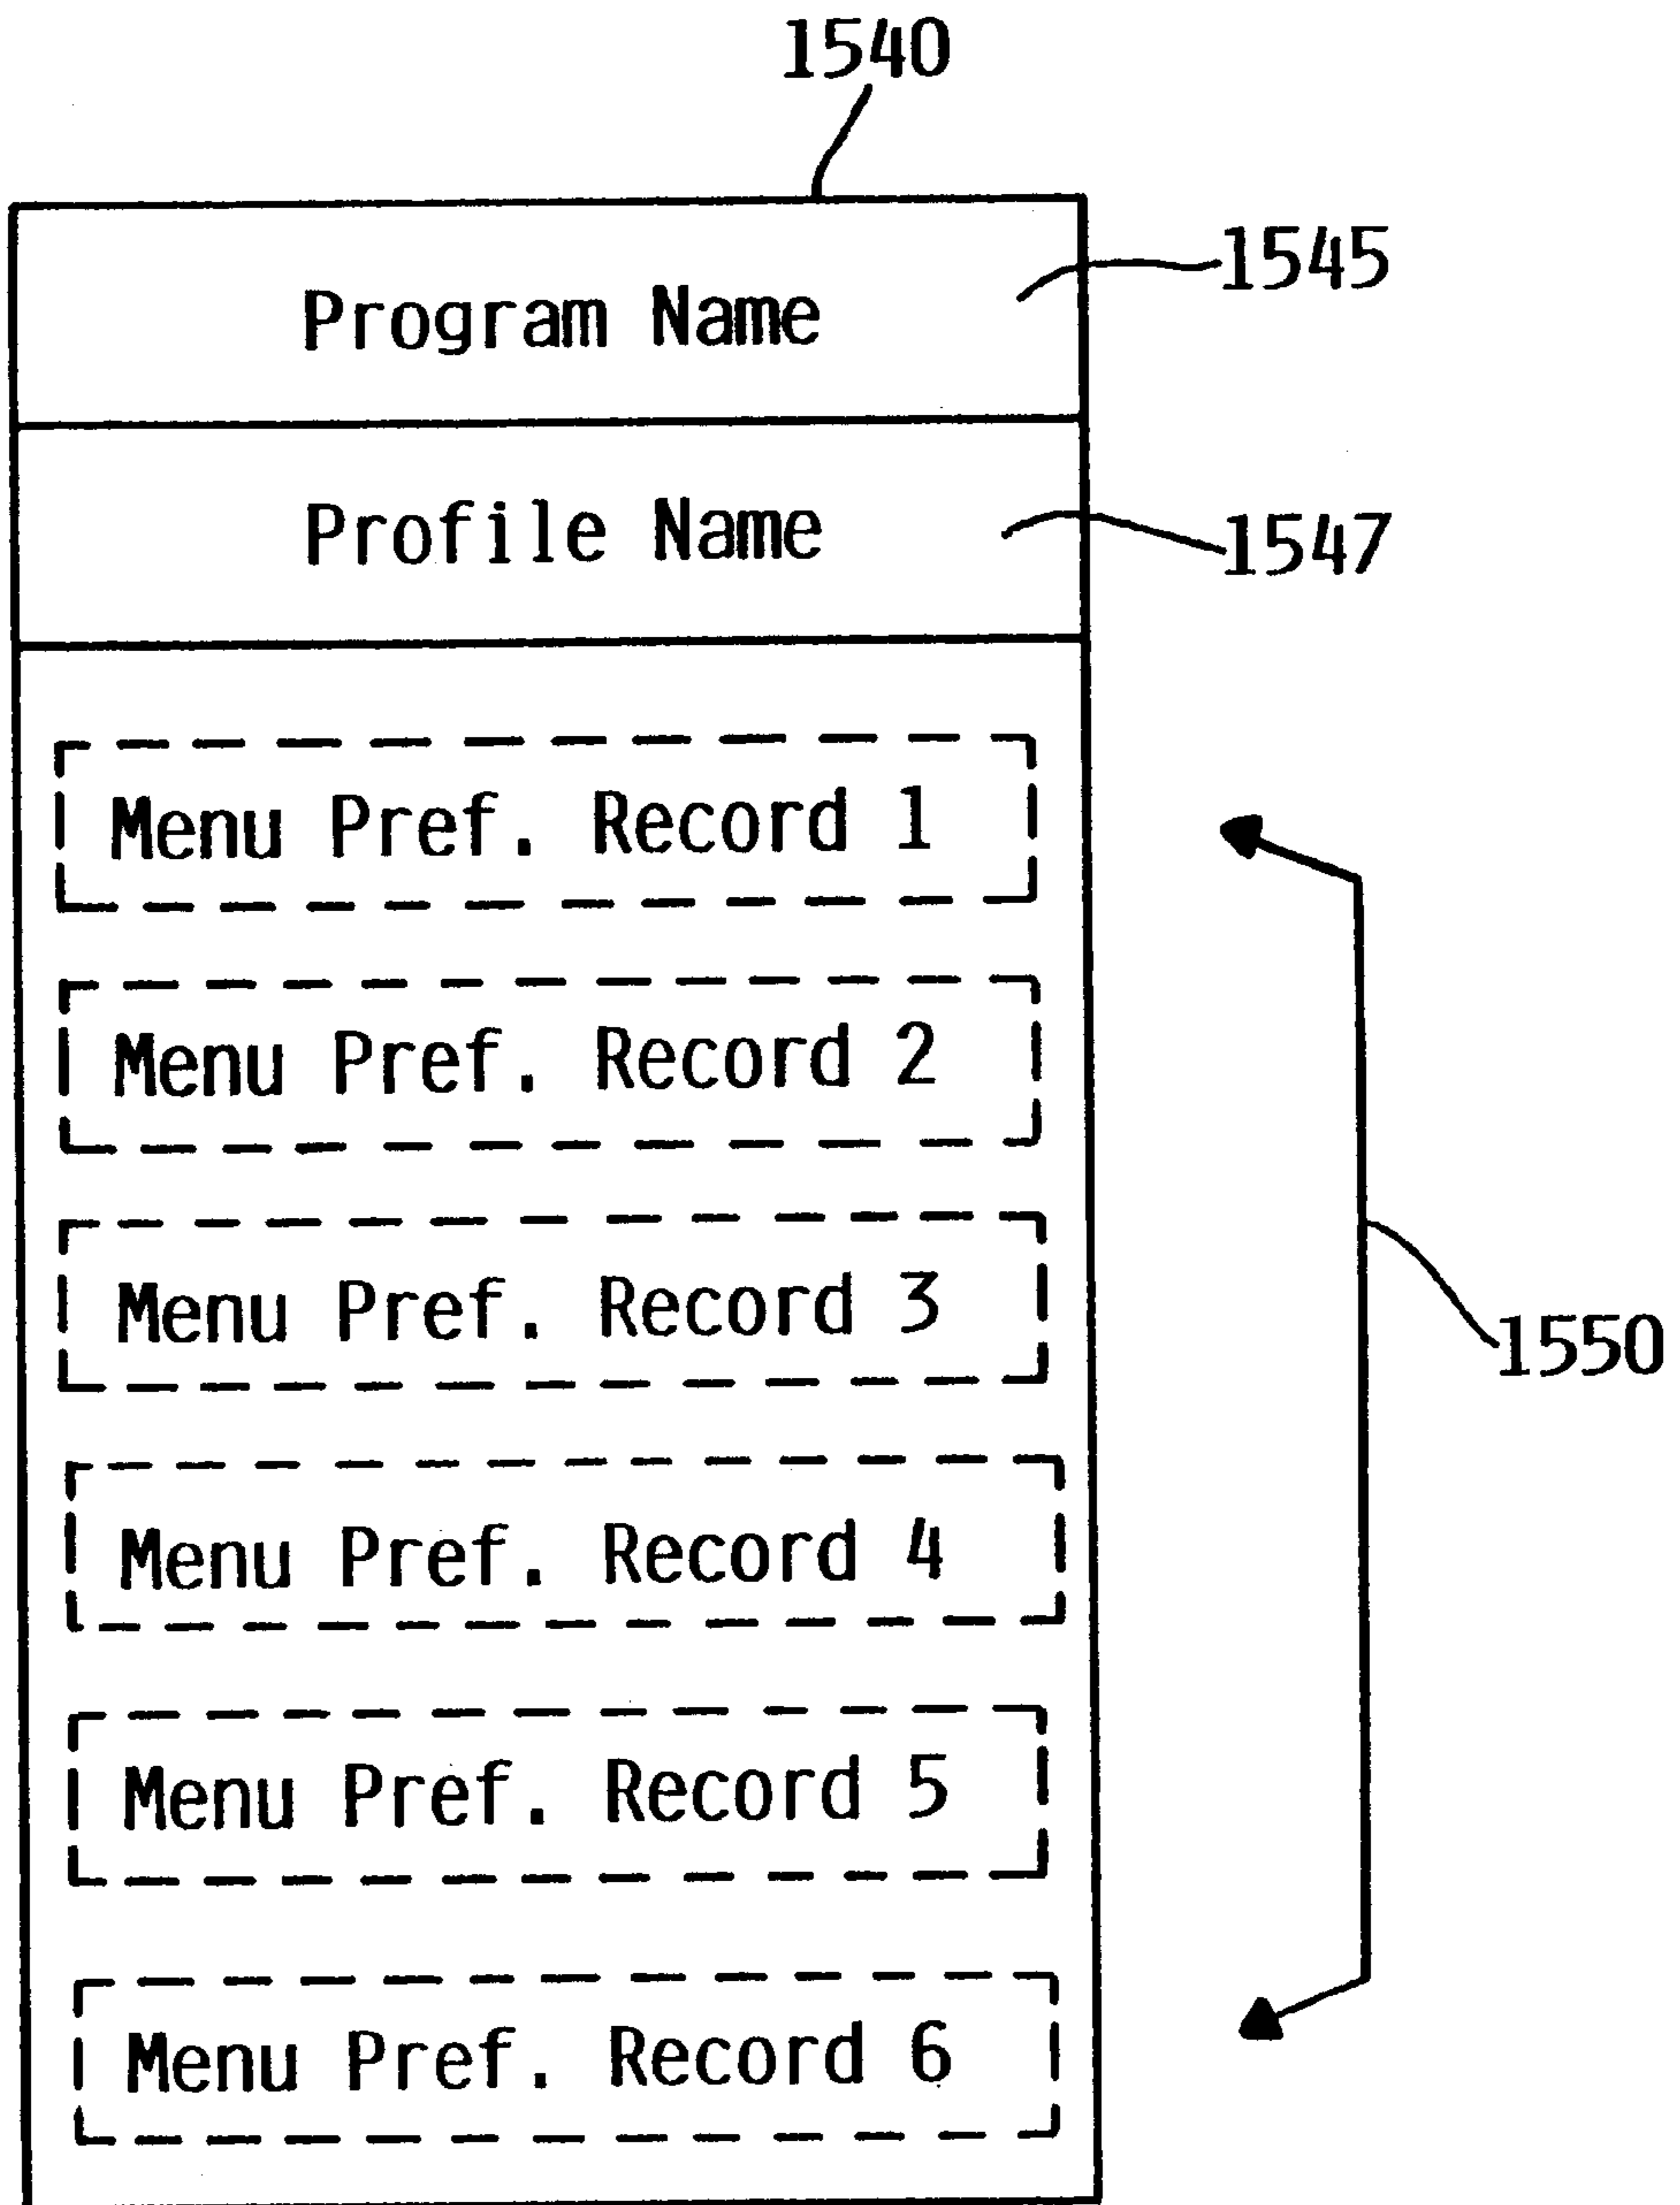 1540
1545
Program Name
Profile Name
1547
Menu Pref. Record 1
Menu Pref. Record 2
Menu Pref. Record 3
1550
Menu Pref. Record 4
Menu Pref. Record 5
Menu Pref. Record 6